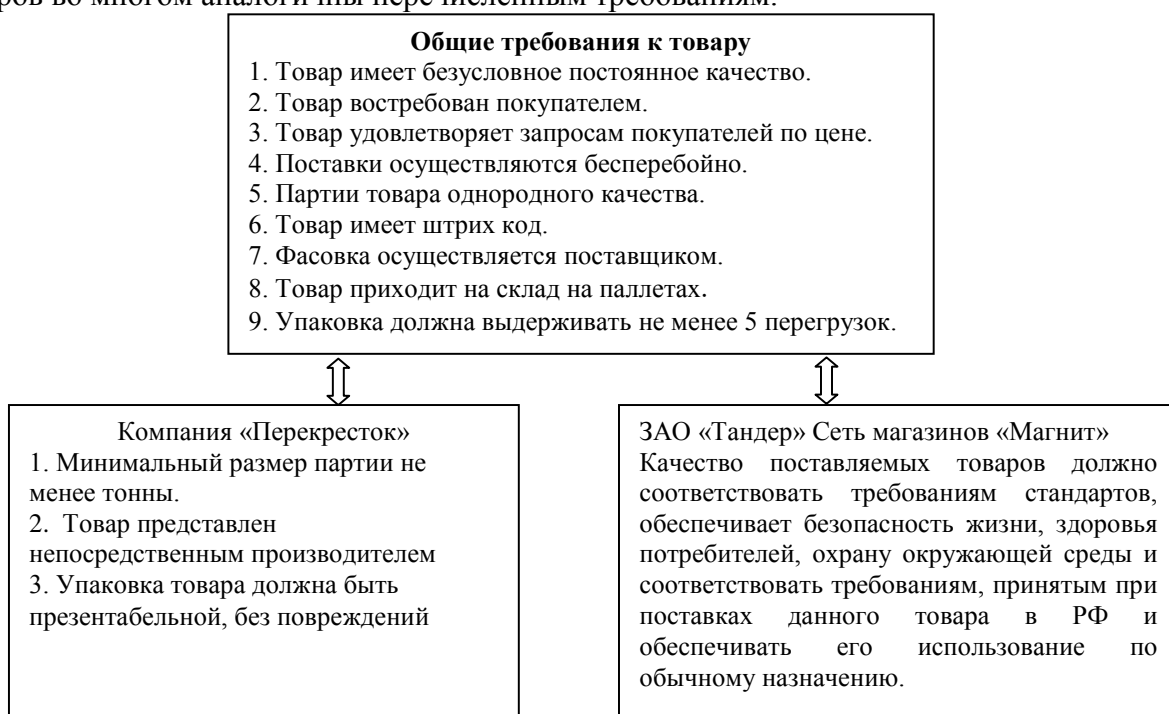 ров во многом аналогичны перечисленным требованиям.
Общие требования к товару
1. Товар имеет безусловное постоянное качество.
2. Товар востребован покупателем.
3. Товар удовлетворяет запросам покупателей по цене.
4. Поставки осуществляются бесперебойно.
5. Партии товара однородного качества.
6. Товар имеет штрих код.
7. Фасовка осуществляется поставщиком.
8. Товар приходит на склад на паллетах.
9. Упаковка должна выдерживать не менее 5 перегрузок.
Компания «Перекресток»
1. Минимальный размер партии не
менее тонны.
2. Товар представлен
непосредственным производителем
3. Упаковка товара должна быть
презентабельной, без повреждений
ЗАО «Тандер» Сеть магазинов «Магнит»
Качество поставляемых товаров должно
соответствовать требованиям стандартов,
обеспечивает безопасность жизни, здоровья
потребителей, охрану окружающей среды и
соответствовать требованиям, принятым при
поставках данного товара в РФ и
обеспечивать его использование по
обычному назначению.